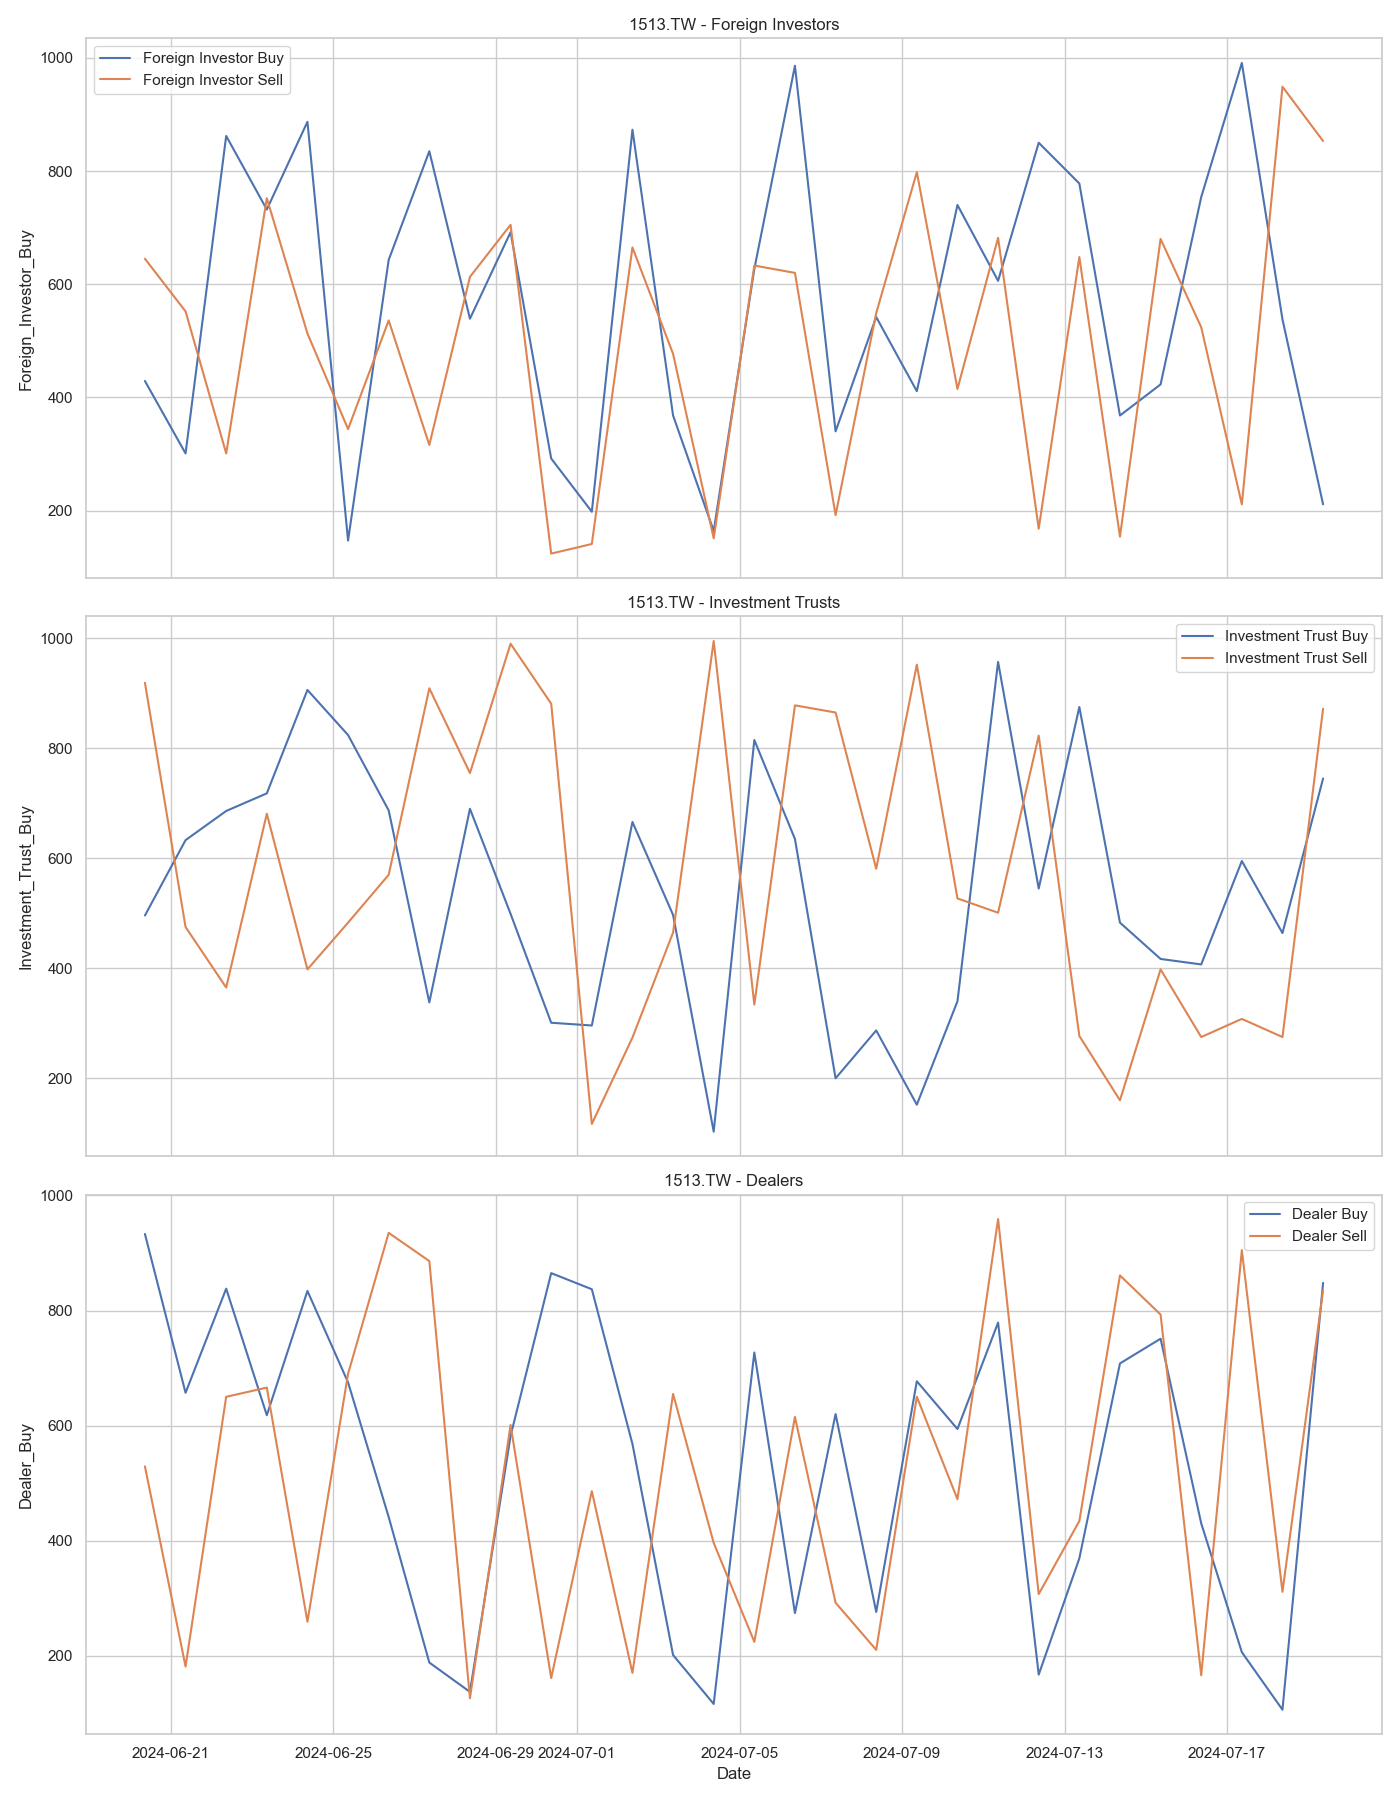 1513.TW - Foreign Investors
Foreign Investor Buy
Foreign Investor Sell
Foreign_Investor_Buy
1000
800
600
400
200
1513.TW - Investment Trusts
Investment Trust Buy
Investment Trust Sell
Investment_Trust_Buy
1000
800
600
400
200
1513.TW - Dealers
Dealer Buy
Dealer Sell
Dealer_Buy
1000
800
600
400
200
2024-06-21 2024-06-25 2024-06-29 2024-07-01 2024-07-05 2024-07-09 2024-07-13 2024-07-17
Date